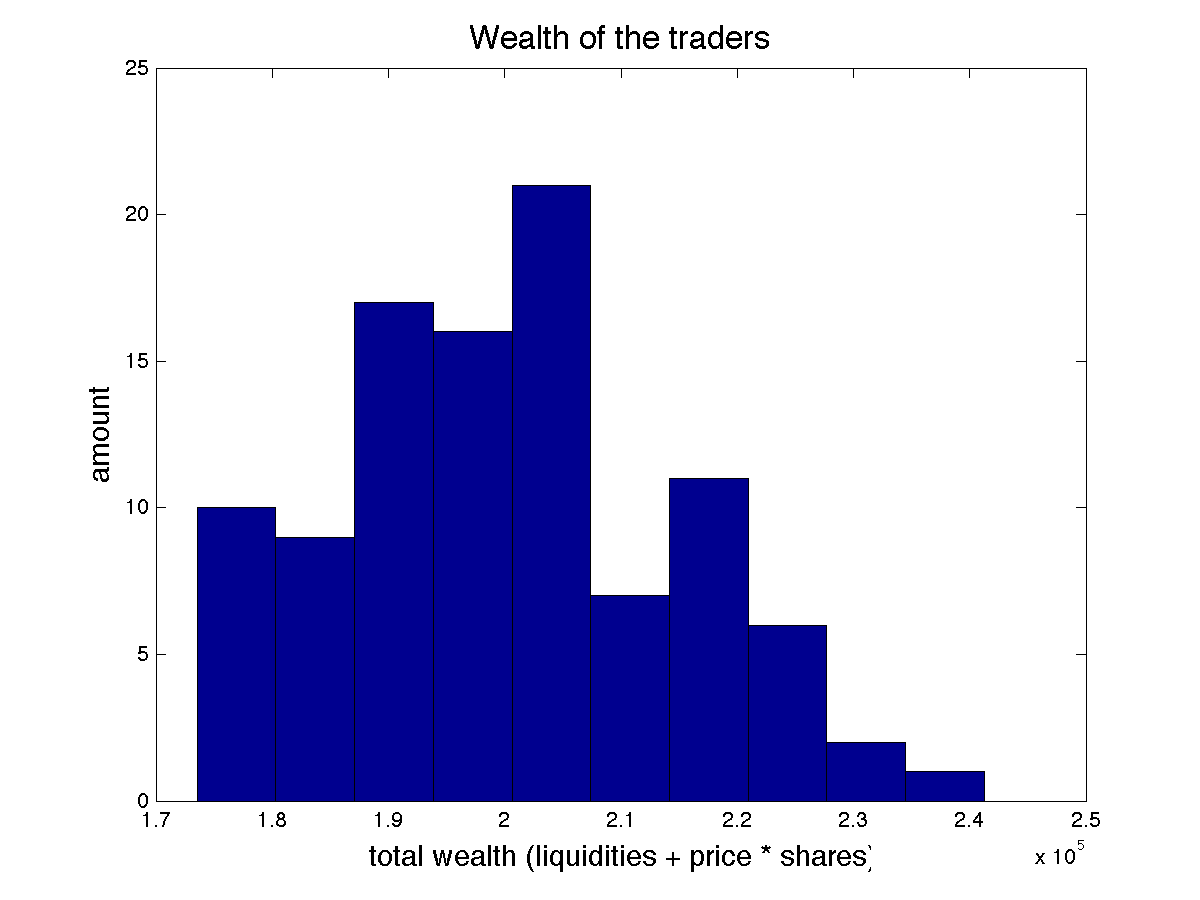 Wealth of the traders
25
20
15
10
5
0
amount
1.7 1.8 1.9 2 2.1 2.2 2.3 2.4 2.5
x 10^5
total wealth (liquidities + price * shares)